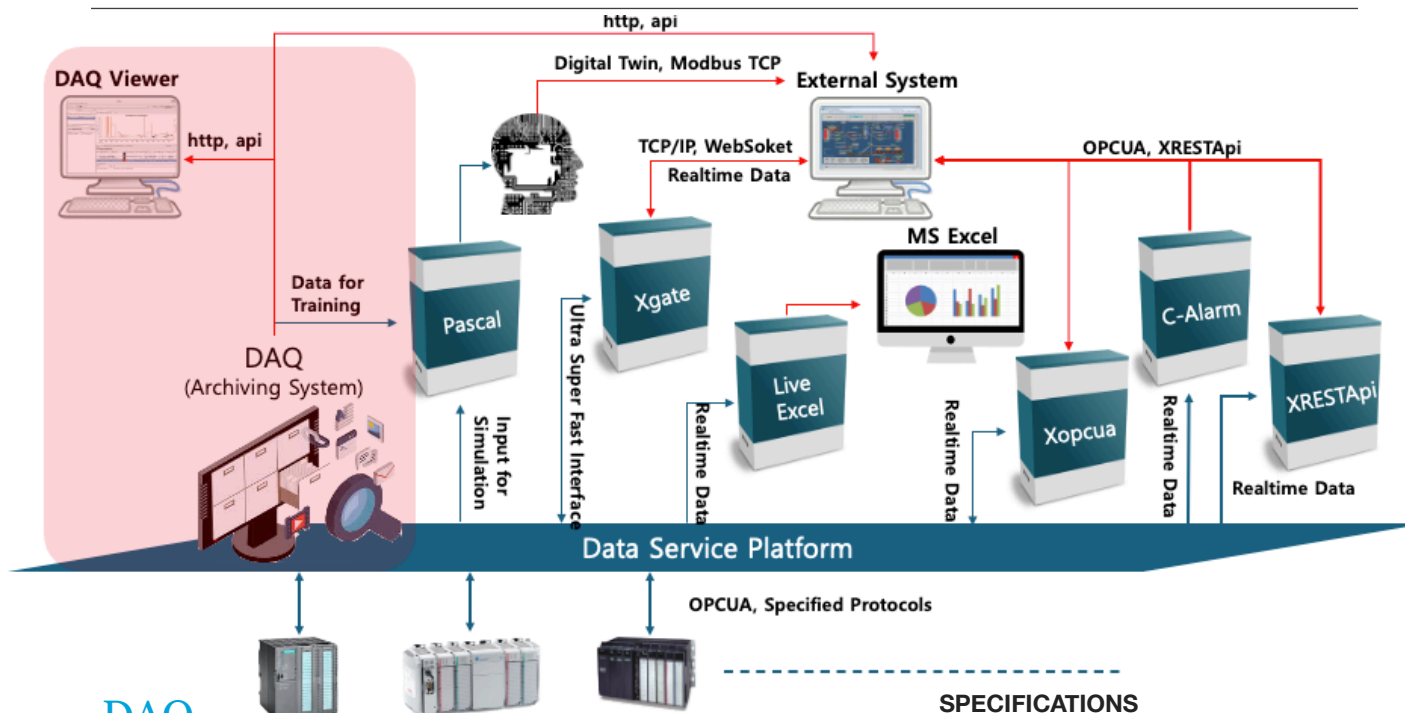 http, api
DAQ Viewer
Digital Twin, Modbus TCP
External System
http, api
TCP/IP, WebSoket
Realtime Data
OPCUA, XRESTApi
MS Excel
Data for
Training
Pascal
Xgate
C-Alarm
DAQ
(Archiving System)
Live
Excel
Xopcua
XRESTApi
Input for
Simulation
Ultra Super Fast Interface
Realtime Data
Realtime Data
Realtime Data
Realtime Data
Data Service Platform
OPCUA, Specified Protocols
DAQ
SPECIFICATIONS